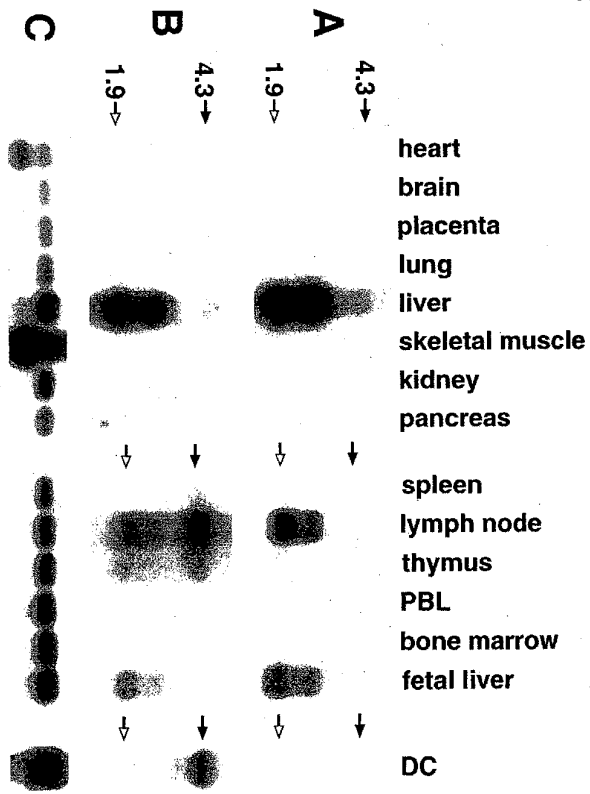 C
B
A
1.9
4.3
1.9
4.3
heart
brain
placenta
lung
liver
skeletal muscle
kidney
pancreas
spleen
lymph node
thymus
PBL
bone marrow
fetal liver
DC